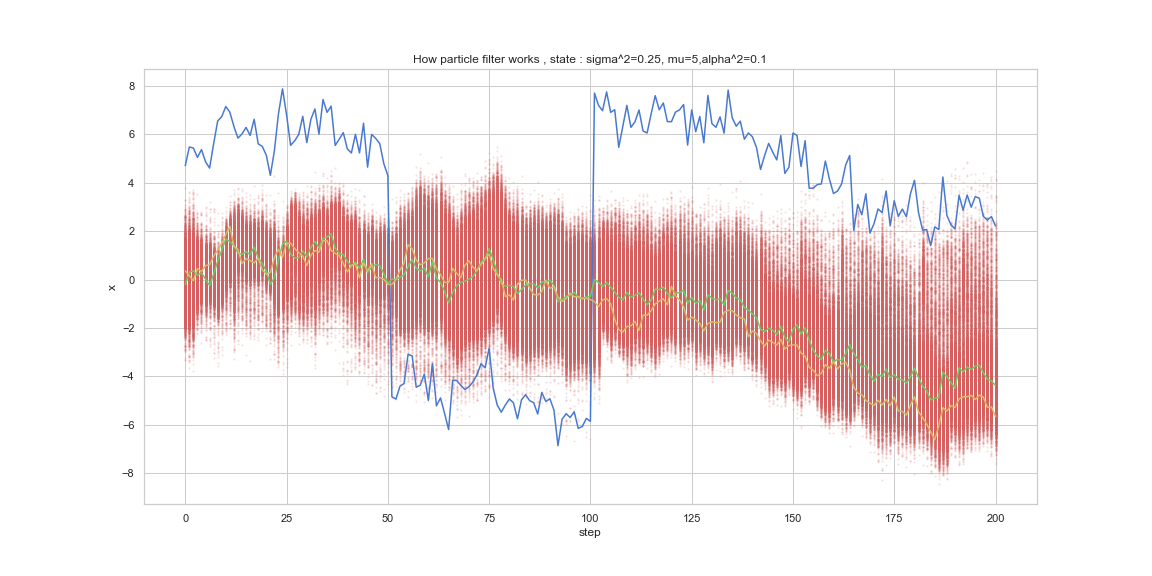 How particle filter works , state : sigma^2=0.25, mu=5,alpha^2=0.1
8
6
4
2
0
−2
−4
−6
−8
x
0 25 50 75 100 125 150 175 200
step